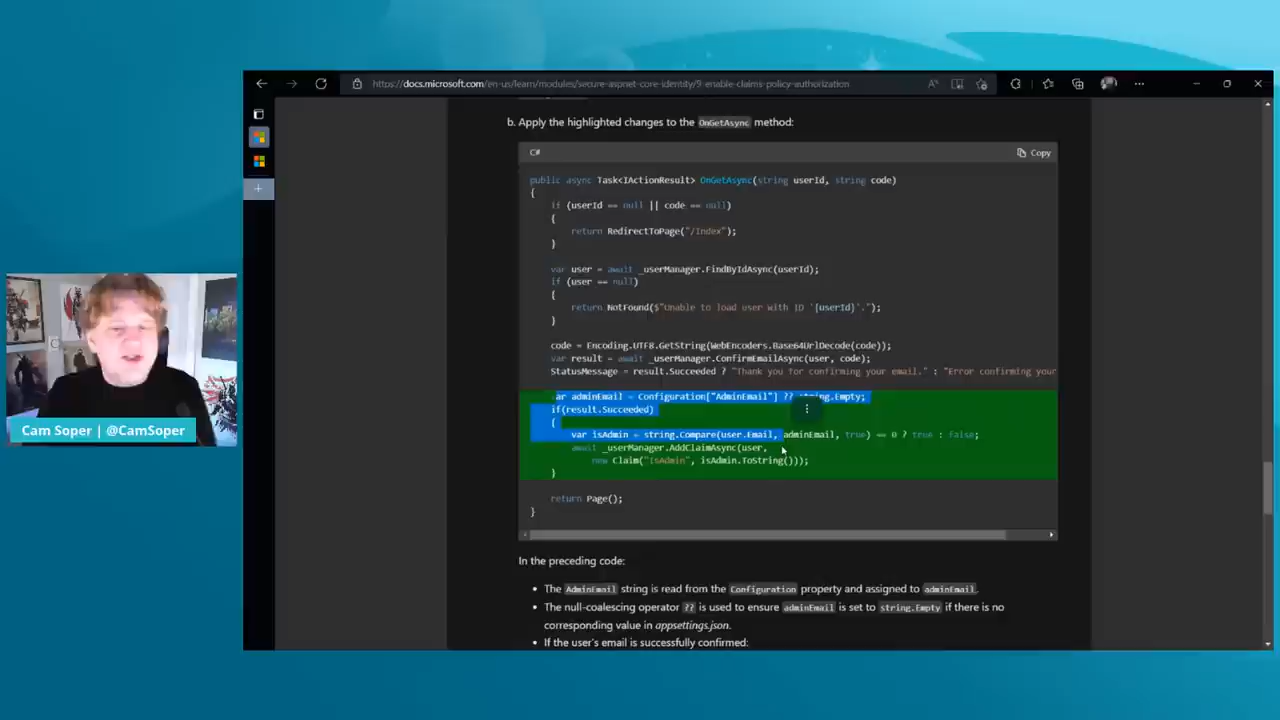 https://docs.microsoft.com/en-us/learn/modules/secure-aspnet-core-identity/9-enable-claims-policy-authorization
b. Apply the highlighted changes to the OnGetAsync method:
C#
Copy
public async Task<IActionResult> OnGetAsync(string userId, string code)
{
if (userId == null || code == null)
{
return RedirectToPage("/Index");
}
var user = await _userManager.FindByIdAsync(userId);
if (user == null)
{
return NotFound($"Unable to load user with ID '{userId}'.");
}
code = Encoding.UTF8.GetString(WebEncoders.Base64UrlDecode(code));
var result = await _userManager.ConfirmEmailAsync(user, code);
StatusMessage = result.Succeeded ? "Thank you for confirming your email." : "Error confirming your
ar adminEmail = Configuration["AdminEmail"] ?? string.Empty;
if(result.Succeeded)
{
var isAdmin = string.Compare(user.Email, adminEmail, true) == 0 ? true : false;
await _userManager.AddClaimAsync(user,
new Claim("IsAdmin", isAdmin.ToString()));
}
return Page();
}
In the preceding code:
• The AdminEmail string is read from the Configuration property and assigned to adminEmail.
• The null-coalescing operator ?? is used to ensure adminEmail is set to string.Empty if there is no
corresponding value in appsettings.json.
• If the user's email is successfully confirmed:
Cam Soper | @CamSoper